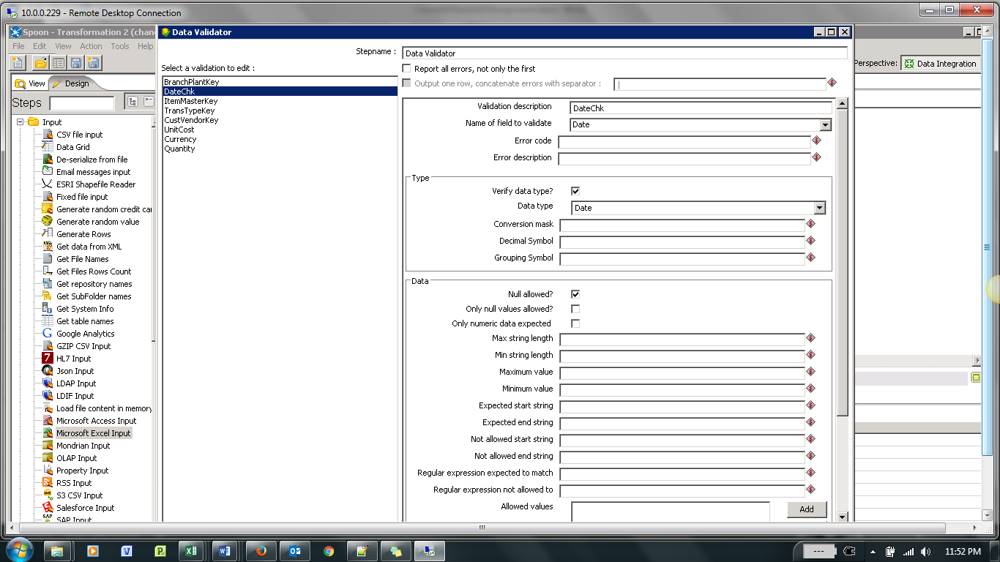 10.0.0.229 - Remote Desktop Connection
Spoon - Transformation 2 (chan
File Edit View Action Tools Help
View Design
Steps
Input
CSV file input
Data Grid
De-serialize from file
Email messages input
ESRI Shapefile Reader
Fixed file input
Generate random credit car
Generate random value
Generate Rows
Get data from XML
Get File Names
Get Files Rows Count
Get repository names
Get SubFolder names
Get System Info
Get table names
Google Analytics
GZIP CSV Input
HL7 Input
Json Input
LDAP Input
LDIF Input
Load file content in memory
Microsoft Access Input
Microsoft Excel Input
Mondrian Input
OLAP Input
Property Input
RSS Input
S3 CSV Input
Salesforce Input
SAP Input
Data Validator
Stepname : Data Validator
Select a validation to edit :
BranchPlantKey
DateChk
ItemMasterKey
TransTypeKey
CustVendorKey
UnitCost
Currency
Quantity
Report all errors, not only the first
Output one row, concatenate errors with separator : |
Validation description DateChk
Name of field to validate Date
Error code
Error description
Type
Verify data type?
Data type Date
Conversion mask
Decimal Symbol
Grouping Symbol
Data
Null allowed?
Only null values allowed?
Only numeric data expected
Max string length
Min string length
Maximum value
Minimum value
Expected start string
Expected end string
Not allowed start string
Not allowed end string
Regular expression expected to match
Regular expression not allowed to
Allowed values Add
Perspective: Data Integration
11:52 PM